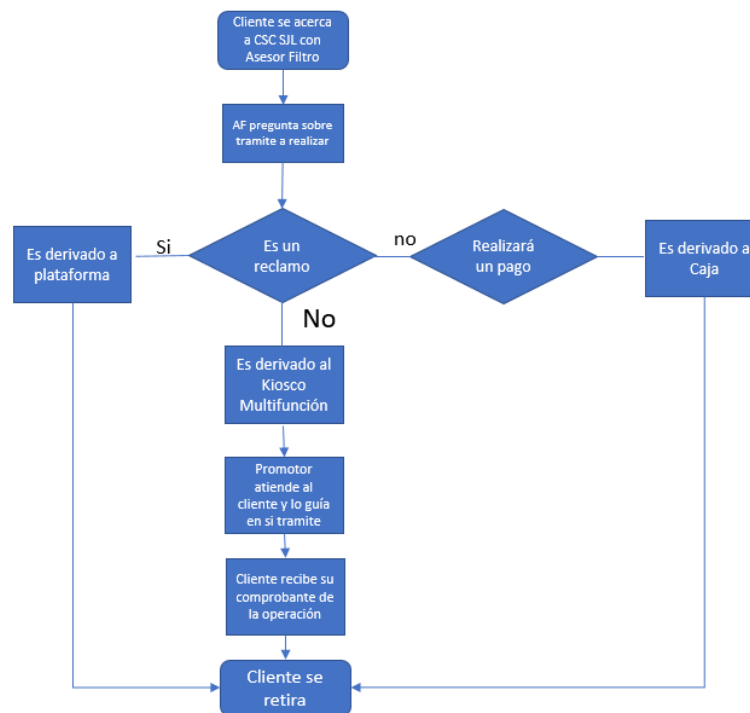 Cliente se acerca
a CSC SJL con
Asesor Filtro
AF pregunta sobre
tramite a realizar
Es derivado a
plataforma
Si
Es un
reclamo
no
Realizará
un pago
Es derivado a
Caja
No
Es derivado al
Kiosco
Multifunción
Promotor
atiende al
cliente y lo guía
en si tramite
Cliente recibe su
comprobante de
la operación
Cliente se
retira